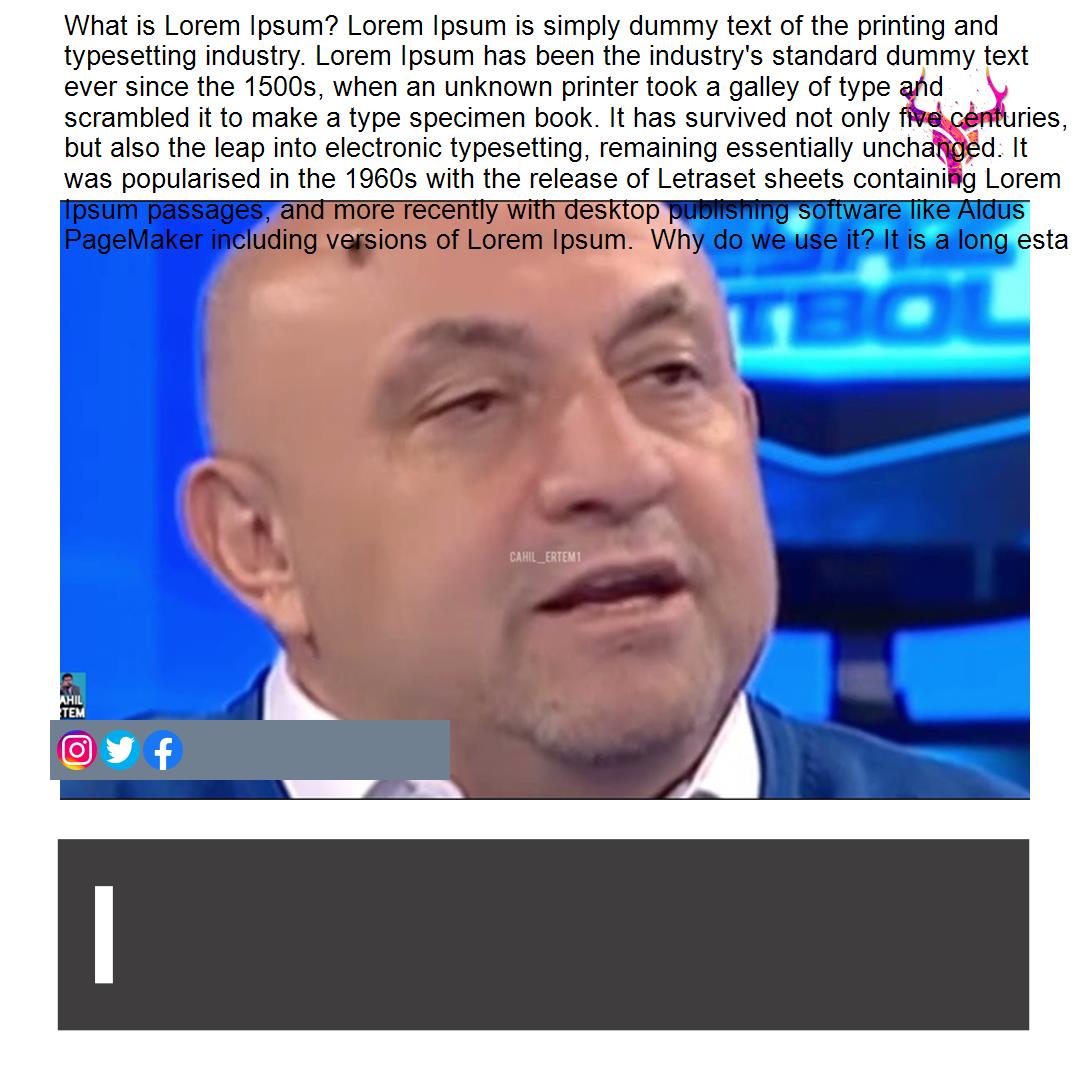 What is Lorem Ipsum? Lorem Ipsum is simply dummy text of the printing and
typesetting industry. Lorem Ipsum has been the industry's standard dummy text
ever since the 1500s, when an unknown printer took a galley of type and
scrambled it to make a type specimen book. It has survived not only five centuries,
but also the leap into electronic typesetting, remaining essentially unchanged. It
was popularised in the 1960s with the release of Letraset sheets containing Lorem
Ipsum passages, and more recently with desktop publishing software like Aldus
PageMaker including versions of Lorem Ipsum.  Why do we use it? It is a long esta
TBOL
CAHIL_ERTEM1
AHIL
RTEM